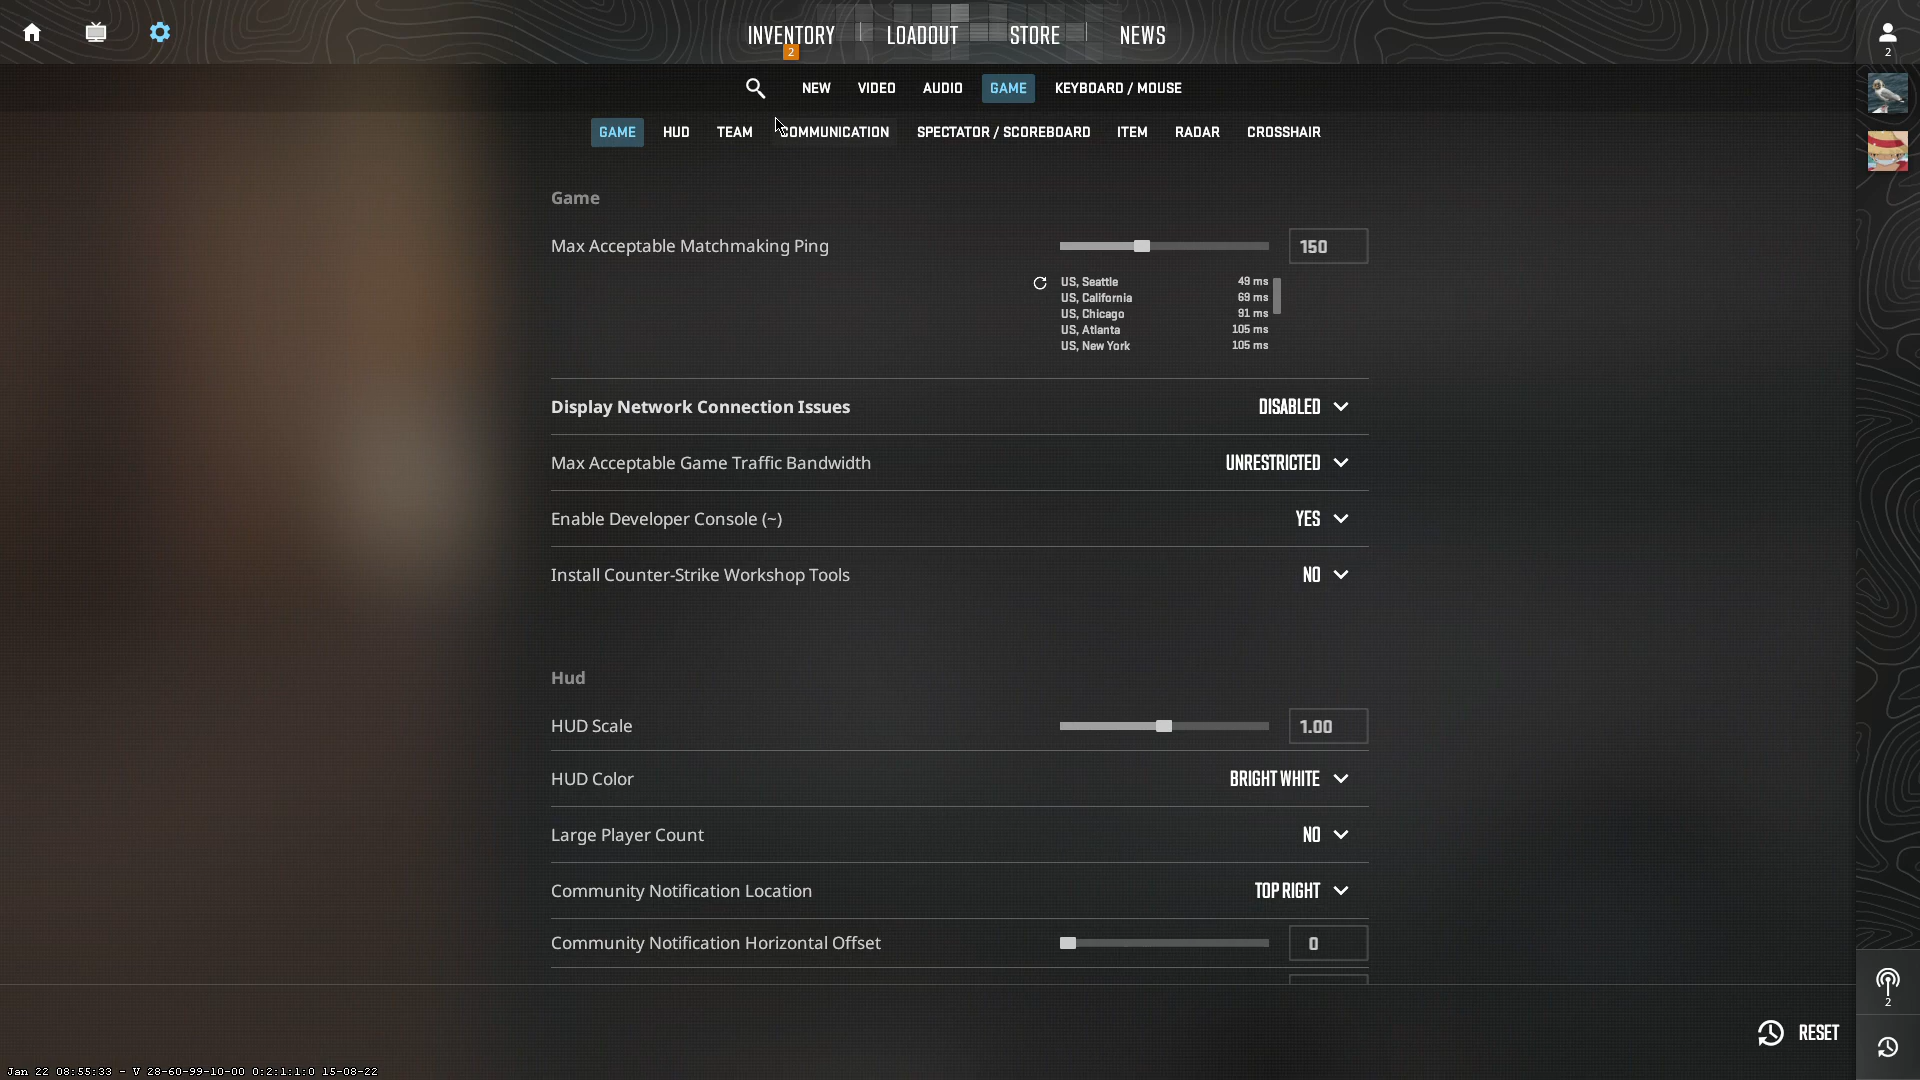 INVENTORY
2
LOADOUT
STORE
NEWS
2
NEW
VIDEO
AUDIO
GAME
KEYBOARD / MOUSE
GAME
HUD
TEAM
COMMUNICATION
SPECTATOR / SCOREBOARD
ITEM
RADAR
CROSSHAIR
Game
Max Acceptable Matchmaking Ping
150
US, Seattle 49 ms
US, California 69 ms
US, Chicago 91 ms
US, Atlanta 105 ms
US, New York 105 ms
Display Network Connection Issues
DISABLED
Max Acceptable Game Traffic Bandwidth
UNRESTRICTED
Enable Developer Console (~)
YES
Install Counter-Strike Workshop Tools
NO
Hud
HUD Scale
1.00
HUD Color
BRIGHT WHITE
Large Player Count
NO
Community Notification Location
TOP RIGHT
Community Notification Horizontal Offset
0
2
RESET
Jan 22 08:55:33 - V 28-60-99-10-00 0:2:1:1:0 15-08-22